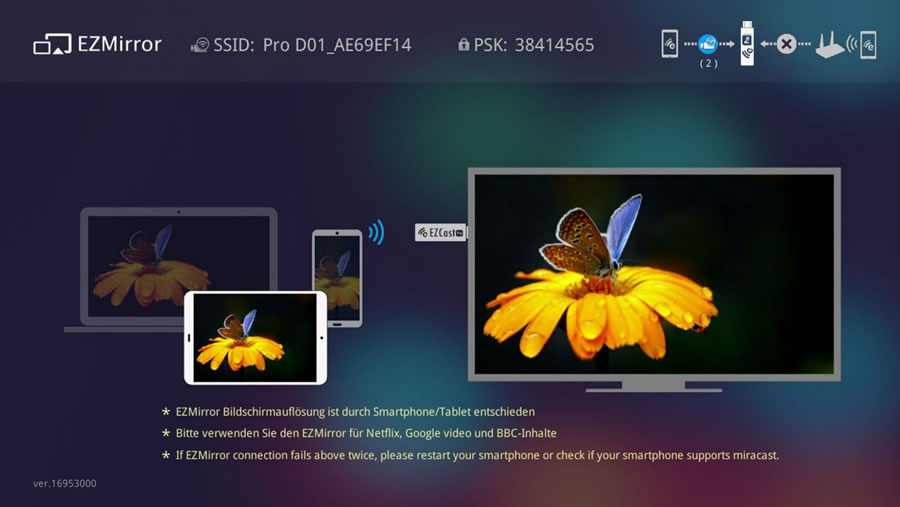 EZMirror SSID: Pro D01_AE69EF14 PSK: 38414565
(2)
EZCast Pro
* EZMirror Bildschirmauflösung ist durch Smartphone/Tablet entschieden
* Bitte verwenden Sie den EZMirror für Netflix, Google video und BBC-Inhalte
* If EZMirror connection fails above twice, please restart your smartphone or check if your smartphone supports miracast.
ver.16953000